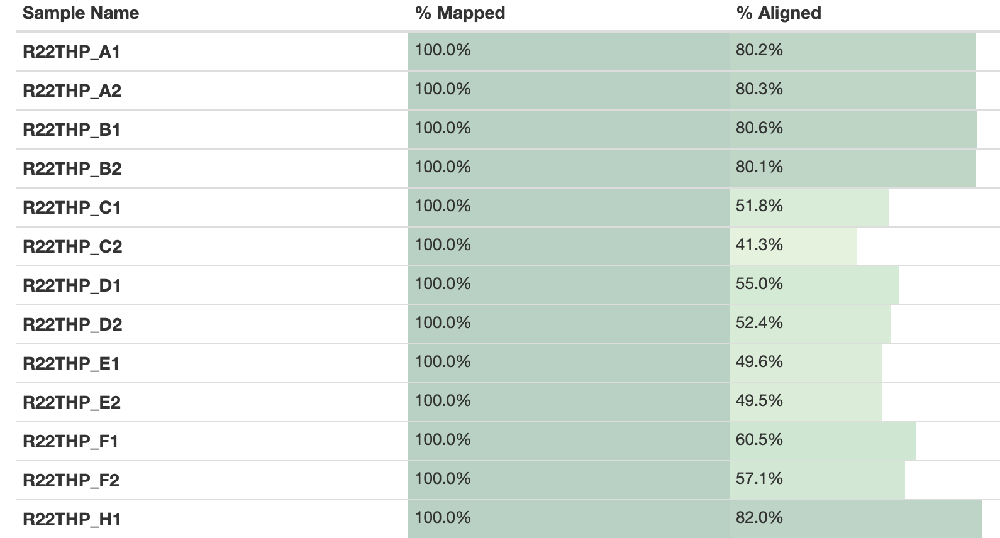 Sample Name % Mapped % Aligned
R22THP_A1 100.0% 80.2%
R22THP_A2 100.0% 80.3%
R22THP_B1 100.0% 80.6%
R22THP_B2 100.0% 80.1%
R22THP_C1 100.0% 51.8%
R22THP_C2 100.0% 41.3%
R22THP_D1 100.0% 55.0%
R22THP_D2 100.0% 52.4%
R22THP_E1 100.0% 49.6%
R22THP_E2 100.0% 49.5%
R22THP_F1 100.0% 60.5%
R22THP_F2 100.0% 57.1%
R22THP_H1 100.0% 82.0%